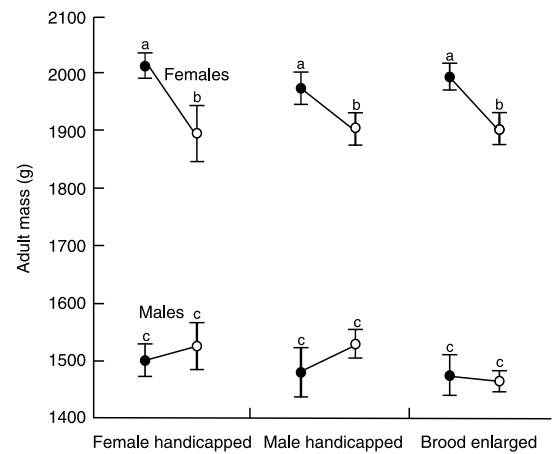 2100
2000
1900
1800
1700
1600
1500
1400
Adult mass (g)
a
Females
b
a
b
a
b
Males
c
c
c
c
c
c
Female handicapped
Male handicapped
Brood enlarged